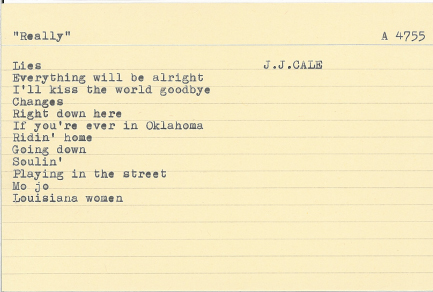 "Really" A 4755
Lies J.J.CALE
Everything will be alright
I'll kiss the world goodbye
Changes
Right down here
If you're ever in Oklahoma
Ridin' home
Going down
Soulin'
Playing in the street
Mo jo
Louisiana women